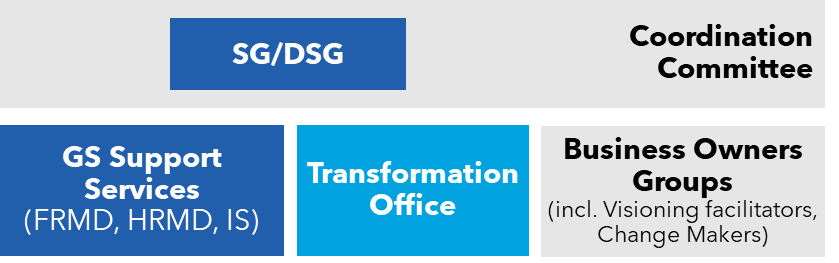 SG/DSG
Coordination
Committee
GS Support
Services
(FRMD, HRMD, IS)
Transformation
Office
Business Owners
Groups
(incl. Visioning facilitators,
Change Makers)